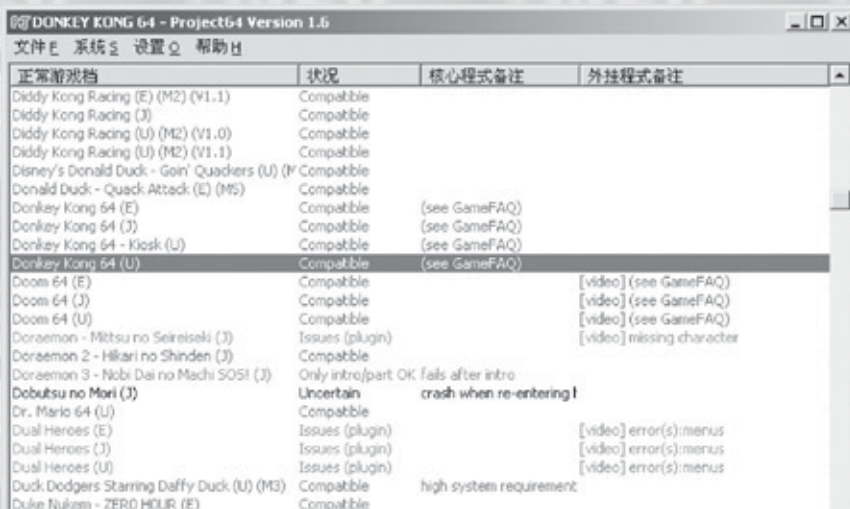 DONKEY KONG 64 - Project64 Version 1.6
文件F 系统S 设置O 帮助H
正常游戏档 状况 核心程式备注 外挂程式备注
Diddy Kong Racing (E) (M2) (V1.1) Compatible
Diddy Kong Racing (J) Compatible
Diddy Kong Racing (U) (M2) (V1.0) Compatible
Diddy Kong Racing (U) (M2) (V1.1) Compatible
Disney's Donald Duck - Goin' Quackers (U) (M Compatible
Donald Duck - Quack Attack (E) (M5) Compatible
Donkey Kong 64 (E) Compatible (see GameFAQ)
Donkey Kong 64 (J) Compatible (see GameFAQ)
Donkey Kong 64 - Kiosk (U) Compatible (see GameFAQ)
Donkey Kong 64 (U) Compatible (see GameFAQ)
Doom 64 (E) Compatible [video] (see GameFAQ)
Doom 64 (J) Compatible [video] (see GameFAQ)
Doom 64 (U) Compatible [video] (see GameFAQ)
Doraemon - Mittsu no Seireiseki (J) Issues (plugin) [video] missing character
Doraemon 2 - Hikari no Shinden (J) Compatible
Doraemon 3 - Nobi Dai no Machi SOS! (J) Only intro/part OK fails after intro
Dobutsu no Mori (J) Uncertain crash when re-entering
Dr. Mario 64 (U) Compatible
Dual Heroes (E) Issues (plugin) [video] error(s):menus
Dual Heroes (J) Issues (plugin) [video] error(s):menus
Dual Heroes (U) Issues (plugin) [video] error(s):menus
Duck Dodgers Starring Daffy Duck (U) (M3) Compatible high system requirement
Duke Nukem - ZERO HOUR (E) Compatible